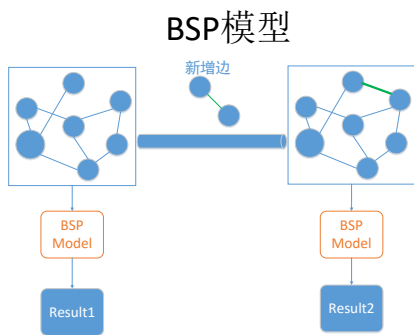 BSP模型
新增边
BSP
Model
BSP
Model
Result1
Result2